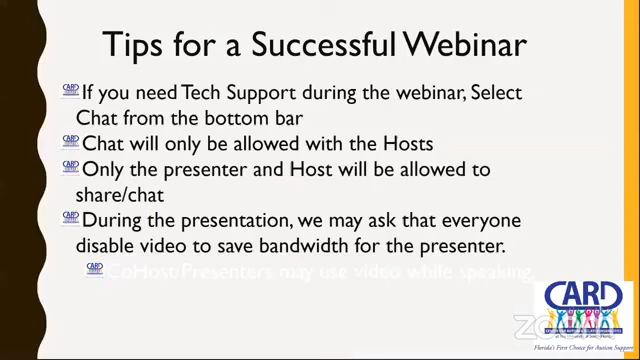 Tips for a Successful Webinar
If you need Tech Support during the webinar, Select
Chat from the bottom bar
Chat will only be allowed with the Hosts
Only the presenter and Host will be allowed to
share/chat
During the presentation, we may ask that everyone
disable video to save bandwidth for the presenter.
CoHost/Presenters may use video while speaking.
CARD
zoom
Florida's First Choice for Autism Support